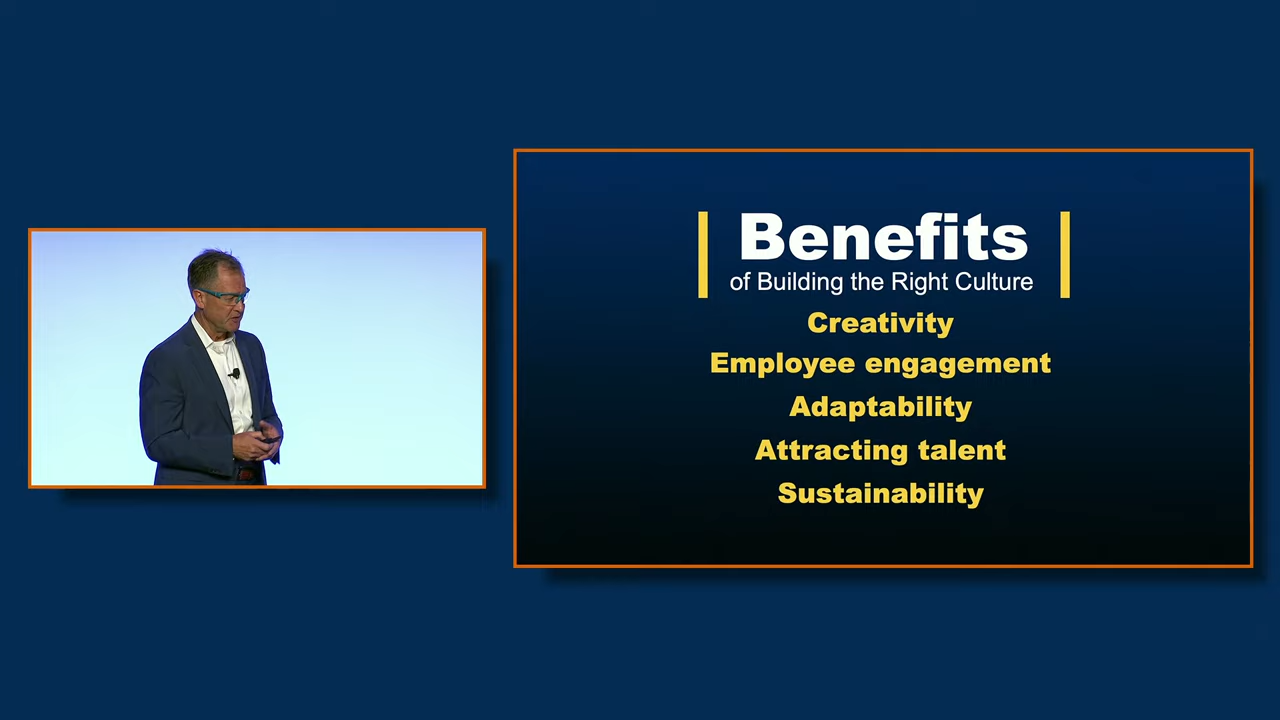 Benefits
of Building the Right Culture
Creativity
Employee engagement
Adaptability
Attracting talent
Sustainability